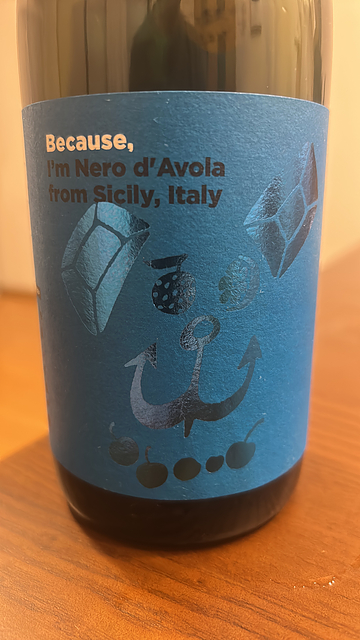 Because,
I'm Nero d'Avola
from Sicily, Italy